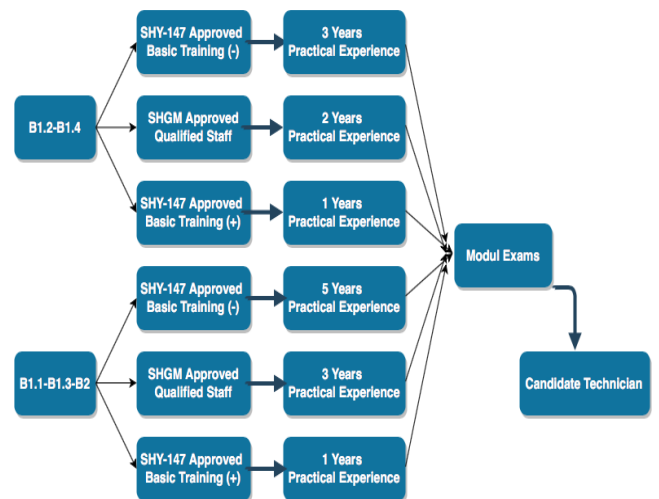 SHY-147 Approved
Basic Training (-)
3 Years
Practical Experience
B1.2-B1.4
SHGM Approved
Qualified Staff
2 Years
Practical Experience
SHY-147 Approved
Basic Training (+)
1 Years
Practical Experience
Modul Exams
SHY-147 Approved
Basic Training (-)
5 Years
Practical Experience
B1.1-B1.3-B2
SHGM Approved
Qualified Staff
3 Years
Practical Experience
Candidate Technician
SHY-147 Approved
Basic Training (+)
1 Years
Practical Experience